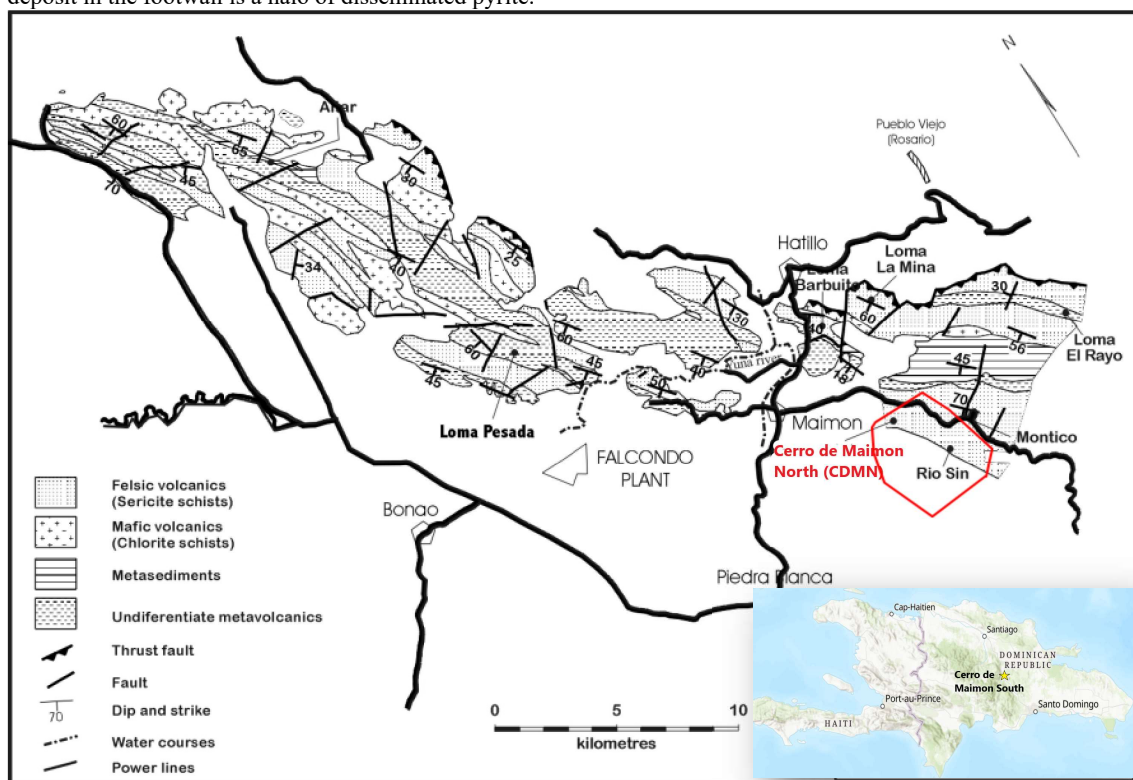 deposit in the footwall is a halo of disseminated pyrite.
N
Pueblo Viejo
(Rosario)
60
65
70
45
30
34
40
25
Hatillo
Loma
La Mina
Loma
Barbuito
60
30
Loma
El Rayo
56
45
70
30
40
18
60
60
45
45
40
50
Yuna river
Loma Pesada
Maimon
Cerro de Maimon
North (CDMN)
Rio Sin
Montico
FALCONDO
PLANT
Bonao
Piedra Blanca
Felsic volcanics
(Sericite schists)
Mafic volcanics
(Chlorite schists)
Metasediments
Undiferentiate metavolcanics
Thrust fault
Fault
70
Dip and strike
Water courses
Power lines
0 5 10
kilometres
Cap-Haitien
Santiago
DOMINICAN
REPUBLIC
Cerro de
Maimon South
Port-au-Prince
Santo Domingo
HAITI